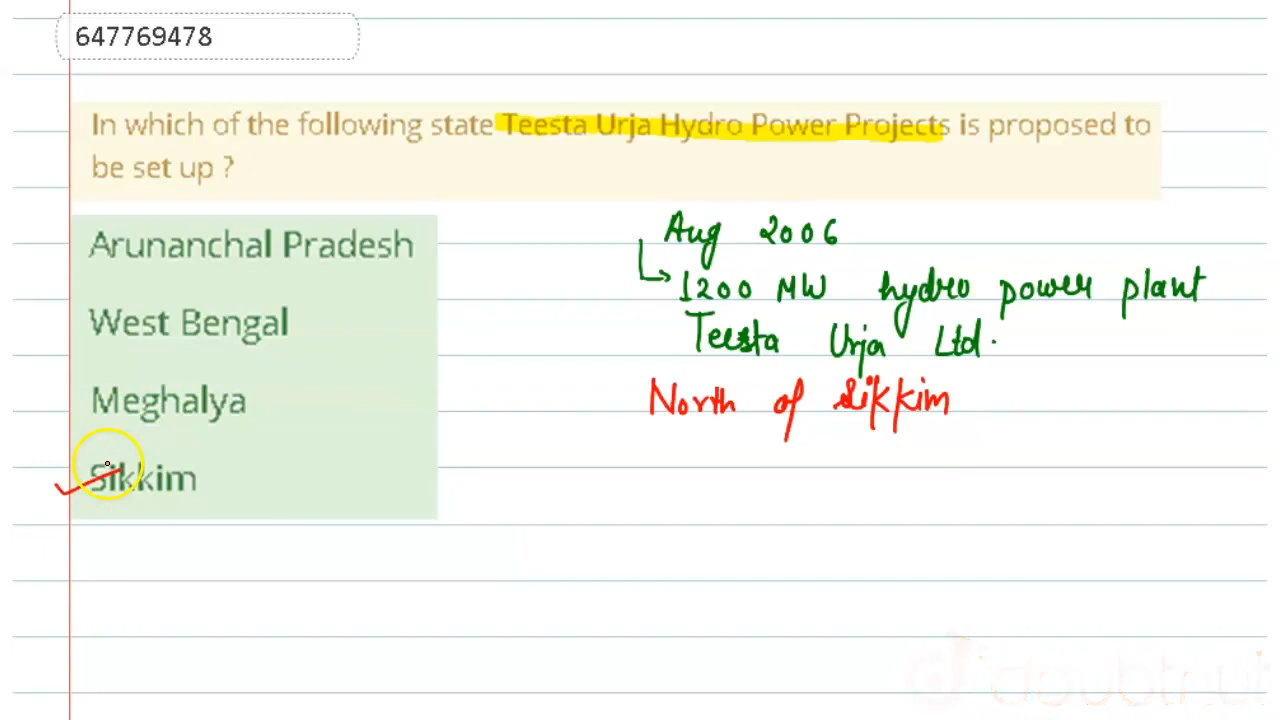 647769478
In which of the following state Teesta Urja Hydro Power Projects is proposed to
be set up ?
Arunanchal Pradesh
West Bengal
Meghalya
Sikkim
Aug 2006
1200 MW hydro power plant
Teesta Urja Ltd.
North of Sikkim
doubtnut